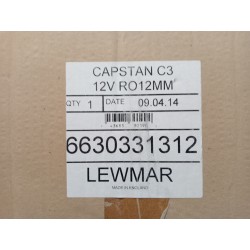 CAPSTAN C3
12V RO12MM
QTY 1 DATE 09.04.14
6630331312
LEWMAR
MADE IN ENGLAND